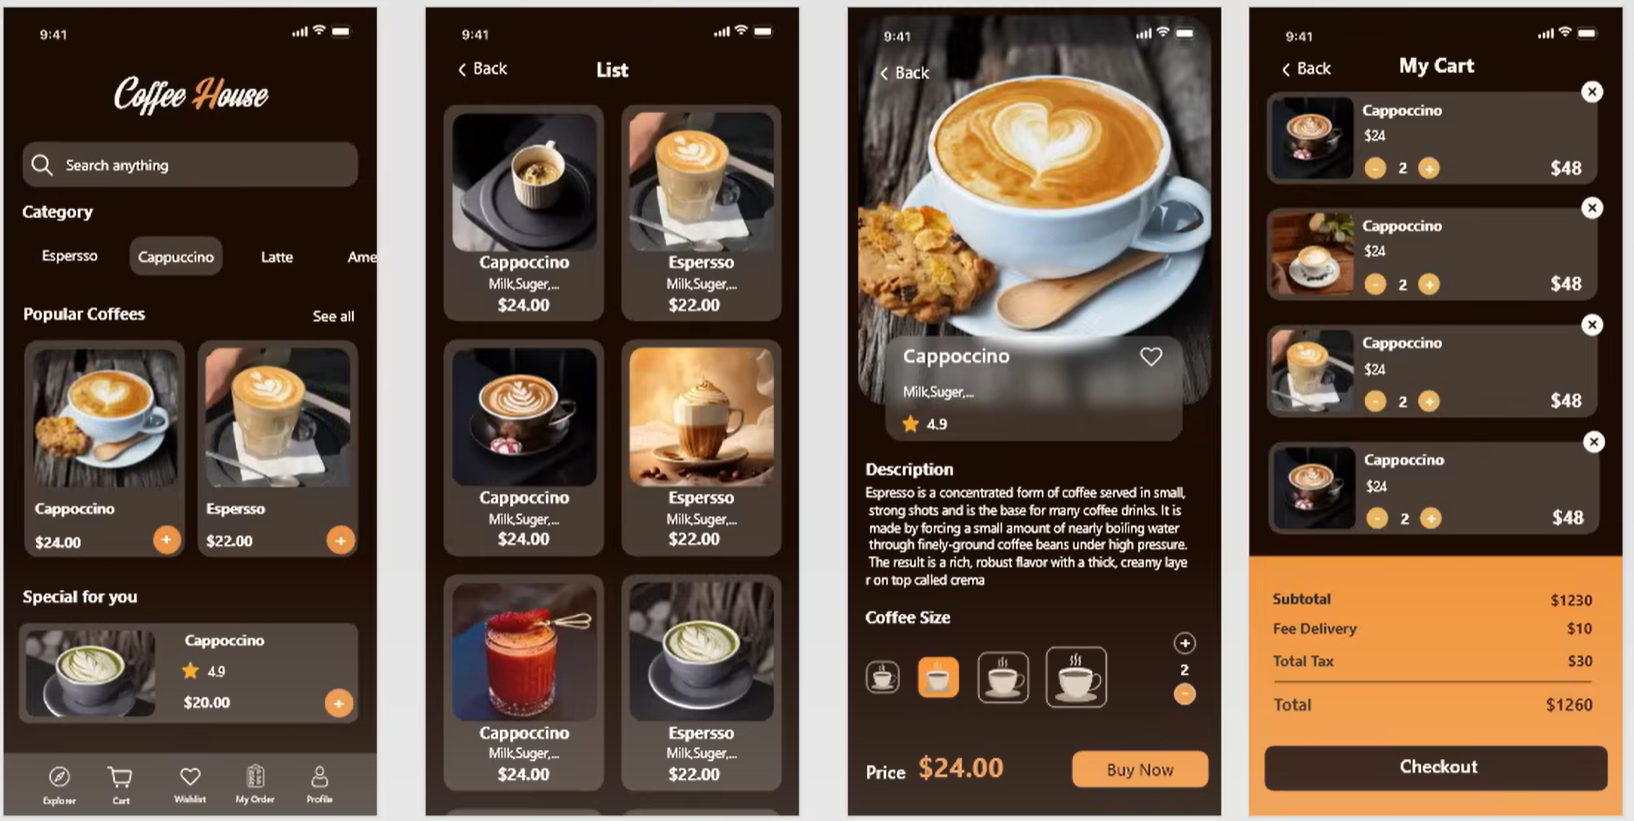 9:41
Coffee House
Search anything
Category
Espersso Cappuccino Latte Ame
Popular Coffees See all
Cappoccino
$24.00
+
Espersso
$22.00
+
Special for you
Cappoccino
4.9
$20.00
+
Explorer Cart Wishlist My Order Profile
9:41
Back List
Cappoccino
Milk,Suger,...
$24.00
Espersso
Milk,Suger,...
$22.00
Cappoccino
Milk,Suger,...
$24.00
Espersso
Milk,Suger,...
$22.00
Cappoccino
Milk,Suger,...
$24.00
Espersso
Milk,Suger,...
$22.00
9:41
Back
Cappoccino
Milk,Suger,...
4.9
Description
Espresso is a concentrated form of coffee served in small,
strong shots and is the base for many coffee drinks. It is
made by forcing a small amount of nearly boiling water
through finely-ground coffee beans under high pressure.
The result is a rich, robust flavor with a thick, creamy laye
r on top called crema
Coffee Size
+
2
-
Price $24.00 Buy Now
9:41
Back My Cart
Cappoccino
$24
- 2 + $48
Cappoccino
$24
- 2 + $48
Cappoccino
$24
- 2 + $48
Cappoccino
$24
- 2 + $48
Subtotal $1230
Fee Delivery $10
Total Tax $30
Total $1260
Checkout